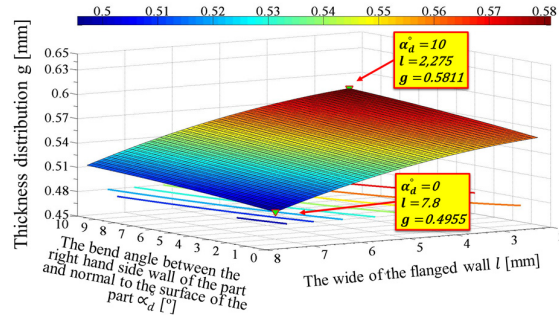 0.5 0.51 0.52 0.53 0.54 0.55 0.56 0.57 0.58
Thickness distribution g [mm]
0.65
0.63
0.6
0.57
0.54
0.51
0.48
0.45
α°d = 10
l = 2,275
g = 0.5811
α°d = 0
l = 7.8
g = 0.4955
10 9 8 7 6 5 4 3 2 1 0
8 7 6 5 4 3
The bend angle between the
right hand side wall of the part
and normal to the surface of the
part ∝°d [º]
The wide of the flanged wall l [mm]